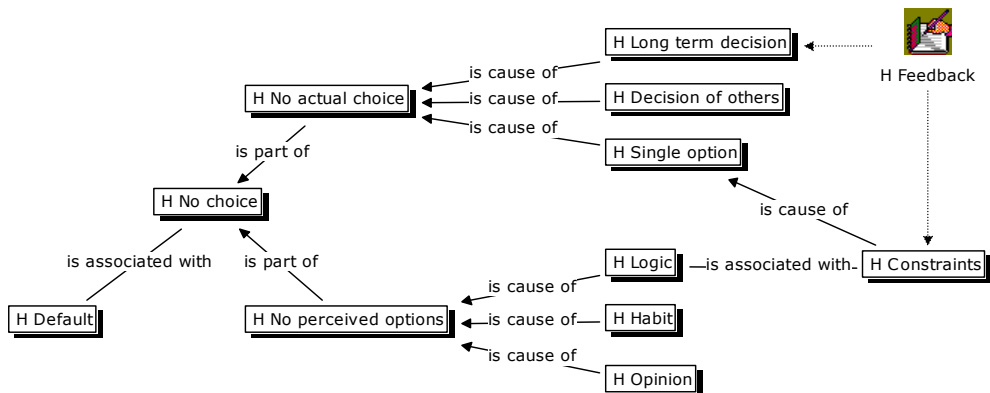 H Long term decision
H Feedback
is cause of
H No actual choice
is cause of
H Decision of others
is cause of
is part of
H Single option
H No choice
is cause of
is associated with
is part of
H Logic
is associated with
H Constraints
is cause of
H Default
H No perceived options
is cause of
H Habit
is cause of
H Opinion